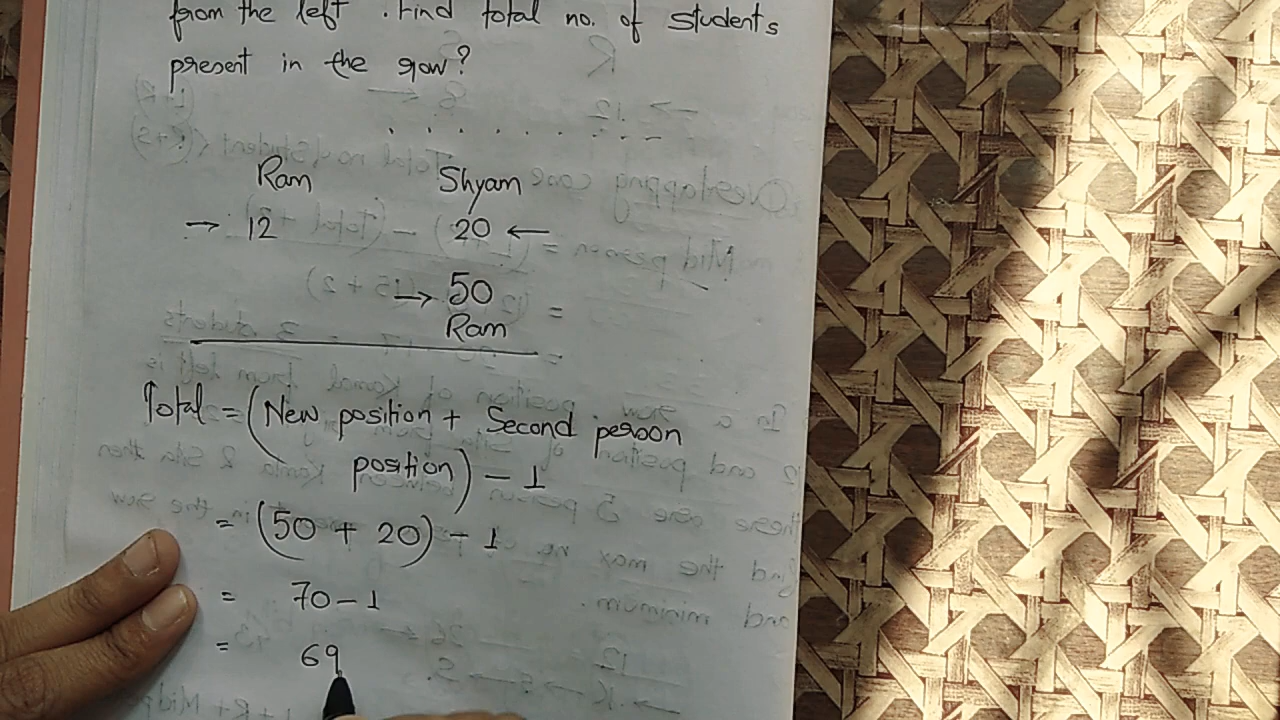 from the left . Find total no. of students
present in the row?
. . . . . . . . . .
Ram Shyam
→ 12 20 ←
→ 50
Ram
Total = (New position + Second person
position) - 1
= (50 + 20) - 1
= 70 - 1
= 69